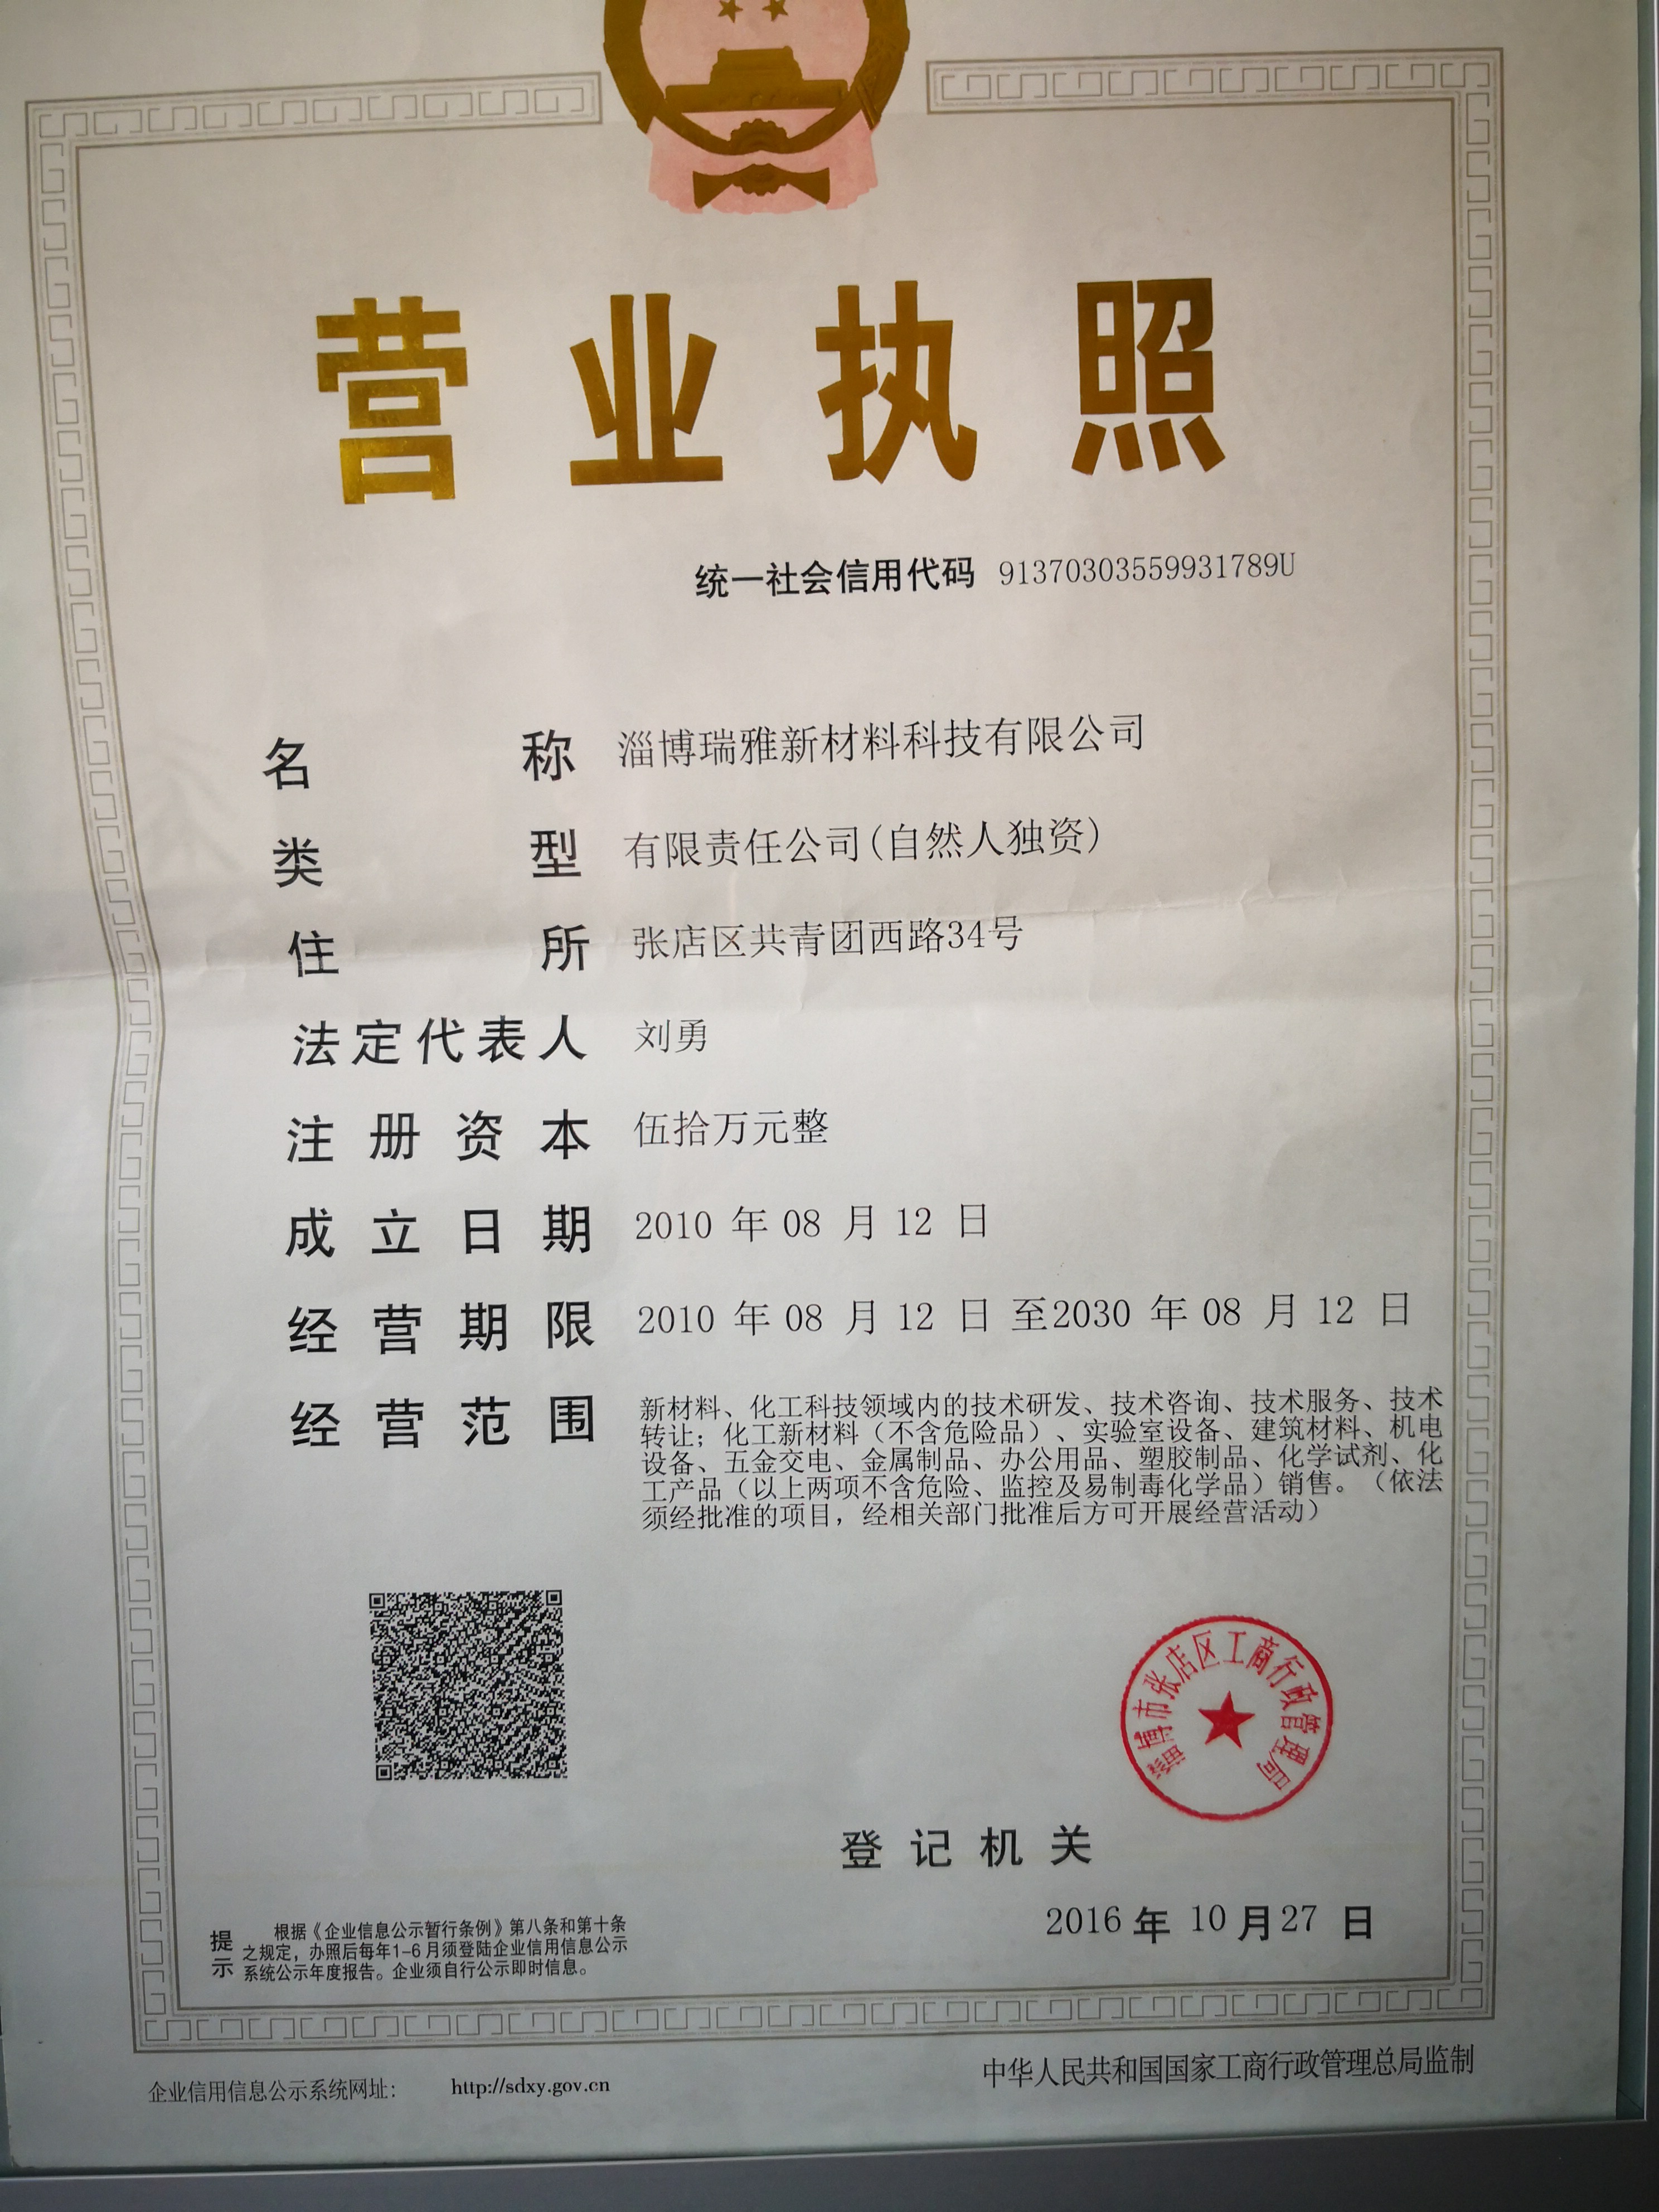 营业执照
统一社会信用代码 91370303559931789U
名称 淄博瑞雅新材料科技有限公司
类型 有限责任公司(自然人独资)
住所 张店区共青团西路34号
法定代表人 刘勇
注册资本 伍拾万元整
成立日期 2010 年 08 月 12 日
经营期限 2010 年 08 月 12 日 至2030 年 08 月 12 日
经营范围 新材料、化工科技领域内的技术研发、技术咨询、技术服务、技术
转让；化工新材料（不含危险品）、实验室设备、建筑材料、机电
设备、五金交电、金属制品、办公用品、塑胶制品、化学试剂、化
工产品（以上两项不含危险、监控及易制毒化学品）销售。（依法
须经批准的项目，经相关部门批准后方可开展经营活动）
淄博市张店区工商行政管理局
登记机关
2016 年 10 月 27 日
提示 根据《企业信息公示暂行条例》第八条和第十条
之规定，办照后每年1-6月须登陆企业信用信息公示
系统公示年度报告。企业须自行公示即时信息。
企业信用信息公示系统网址： http://sdxy.gov.cn
中华人民共和国国家工商行政管理总局监制